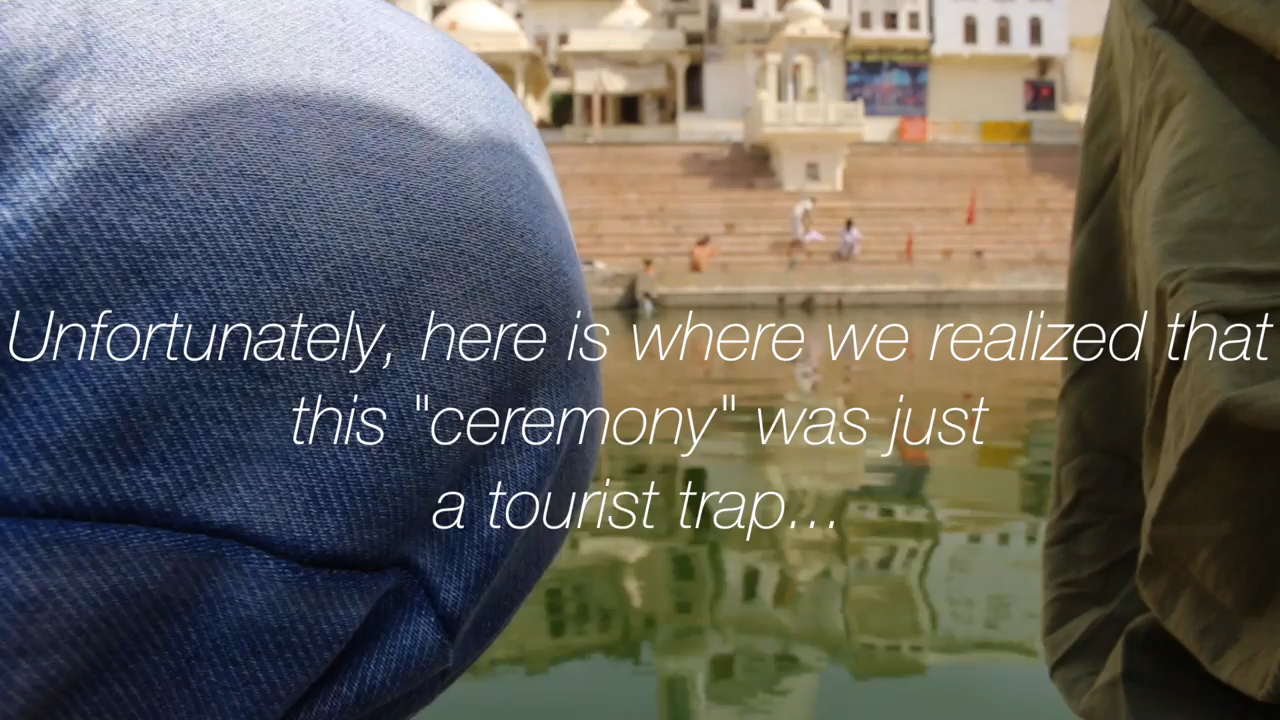 Unfortunately, here is where we realized that
this "ceremony" was just
a tourist trap...